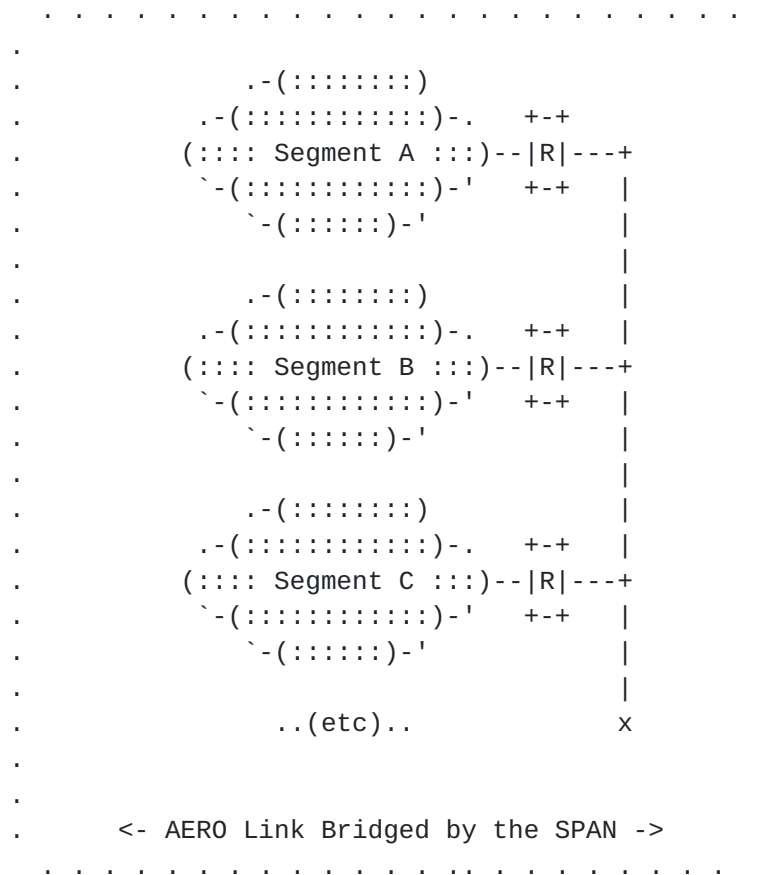 . . . . . . . . . . . . . . . . . . . . . . .
.
.               .-(::::::::)
.            .-(::::::::::::)-.   +-+
.           (:::: Segment A :::)--|R|---+
.            `-(::::::::::::)-'   +-+   |
.               `-(::::::)-'            |
.                                       |
.               .-(::::::::)            |
.            .-(::::::::::::)-.   +-+   |
.           (:::: Segment B :::)--|R|---+
.            `-(::::::::::::)-'   +-+   |
.               `-(::::::)-'            |
.                                       |
.               .-(::::::::)            |
.            .-(::::::::::::)-.   +-+   |
.           (:::: Segment C :::)--|R|---+
.            `-(::::::::::::)-'   +-+   |
.               `-(::::::)-'            |
.                                       |
.                 ..(etc)..             x
.
.
.       <- AERO Link Bridged by the SPAN ->
. . . . . . . . . . . . . .. . . . . . . . .